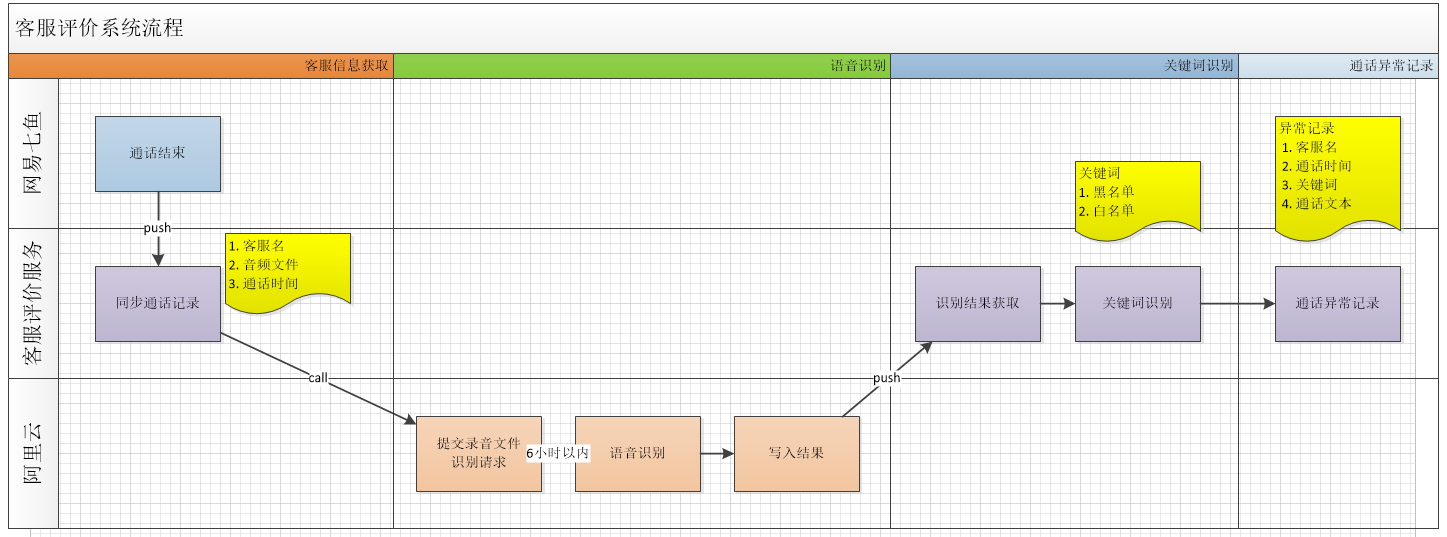 客服评价系统流程
客服信息获取
语音识别
关键词识别
通话异常记录
网易七鱼
通话结束
push
关键词
1. 黑名单
2. 白名单
异常记录
1. 客服名
2. 通话时间
3. 关键词
4. 通话文本
客服评价服务
同步通话记录
1. 客服名
2. 音频文件
3. 通话时间
识别结果获取
关键词识别
通话异常记录
call
push
阿里云
提交录音文件
识别请求
6小时以内
语音识别
写入结果